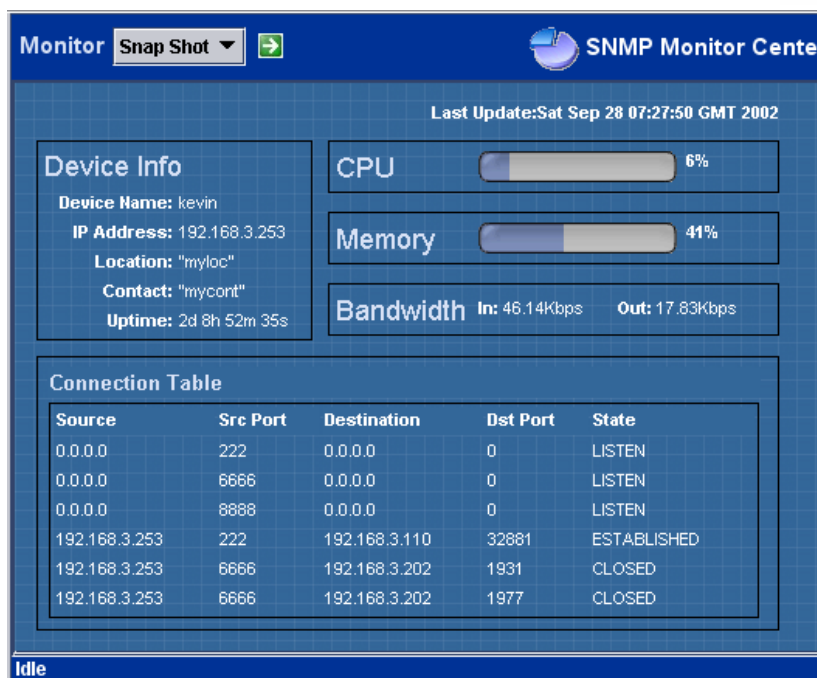 Monitor Snap Shot SNMP Monitor Cente
Last Update:Sat Sep 28 07:27:50 GMT 2002
Device Info
Device Name: kevin
IP Address: 192.168.3.253
Location: "myloc"
Contact: "mycont"
Uptime: 2d 8h 52m 35s
CPU 6%
Memory 41%
Bandwidth In: 46.14Kbps Out: 17.83Kbps
Connection Table
Source Src Port Destination Dst Port State
0.0.0.0 222 0.0.0.0 0 LISTEN
0.0.0.0 6666 0.0.0.0 0 LISTEN
0.0.0.0 8888 0.0.0.0 0 LISTEN
192.168.3.253 222 192.168.3.110 32881 ESTABLISHED
192.168.3.253 6666 192.168.3.202 1931 CLOSED
192.168.3.253 6666 192.168.3.202 1977 CLOSED
Idle